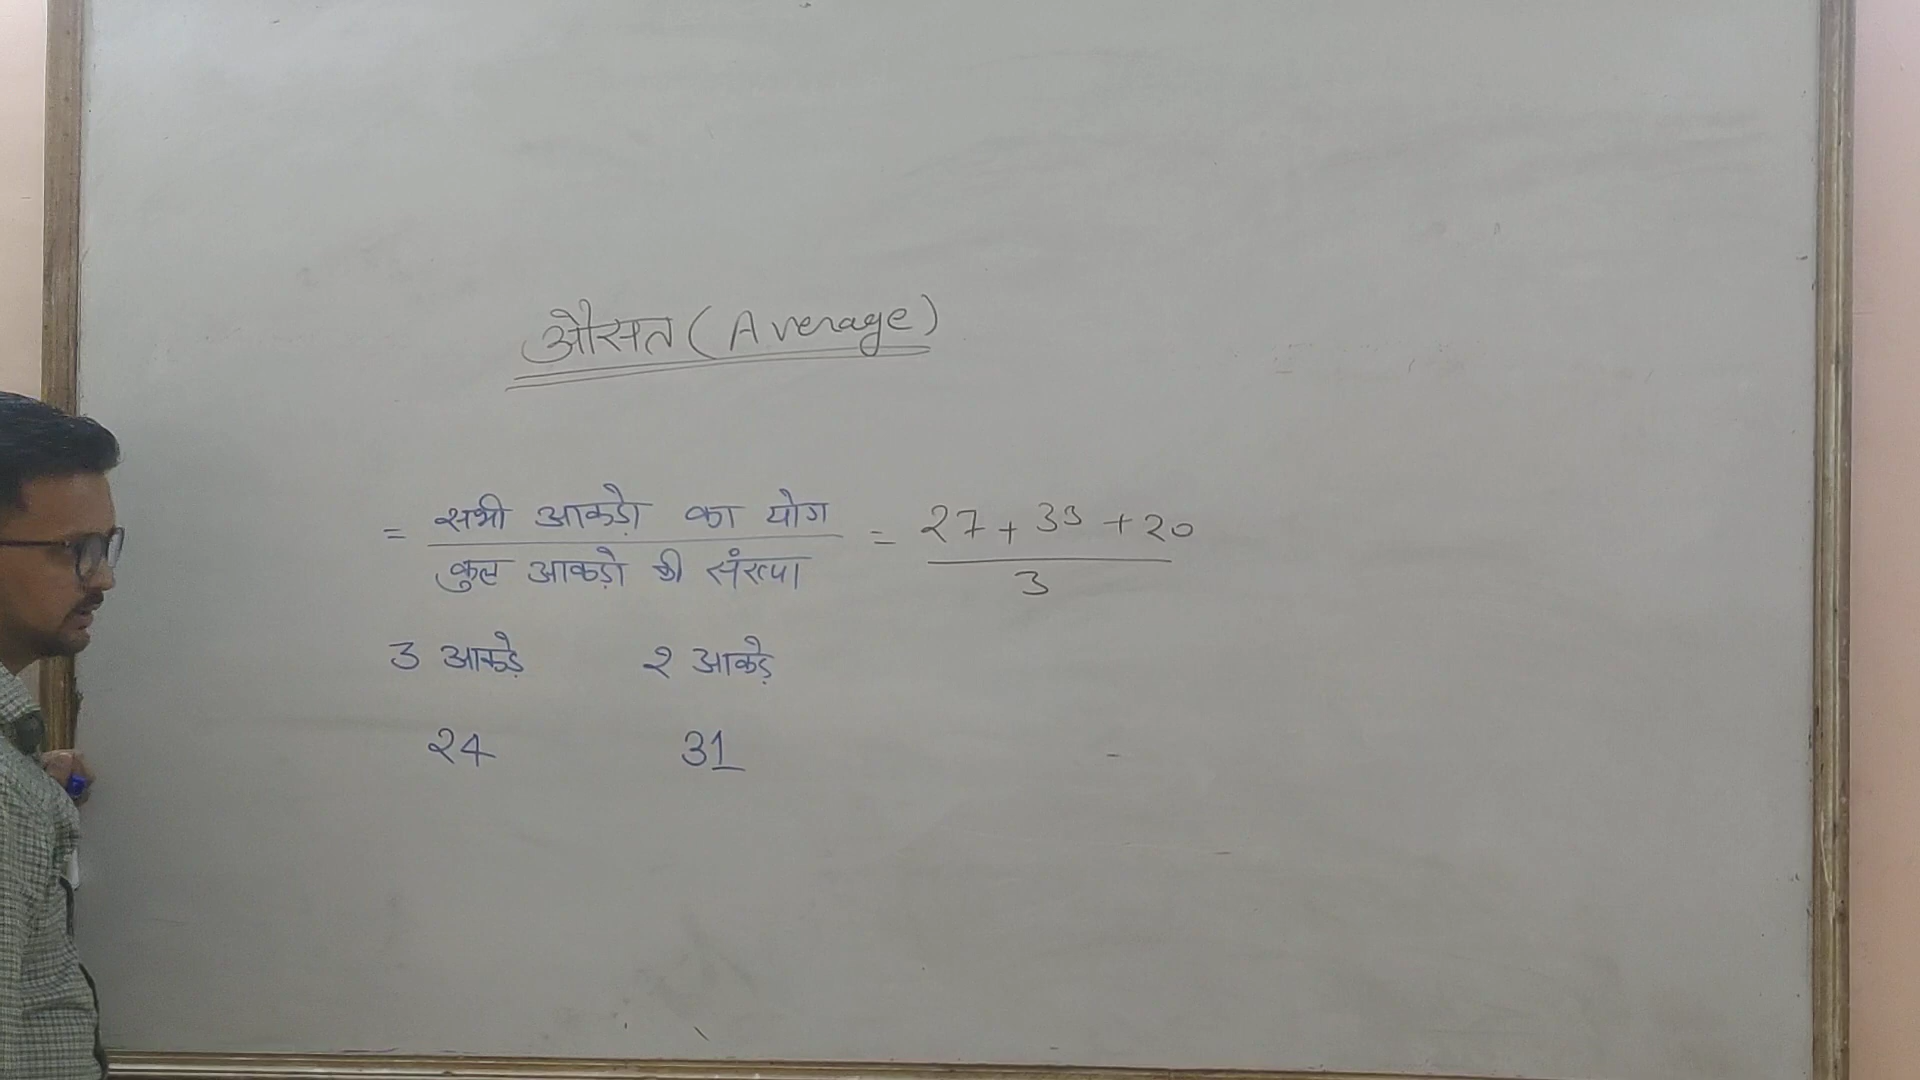 औसत (Average)
= सभी आकडो का योग / कुल आकड़ो की संख्या = 27 + 33 + 20 / 3
3 आकड़े 2 आकड़े
24 31